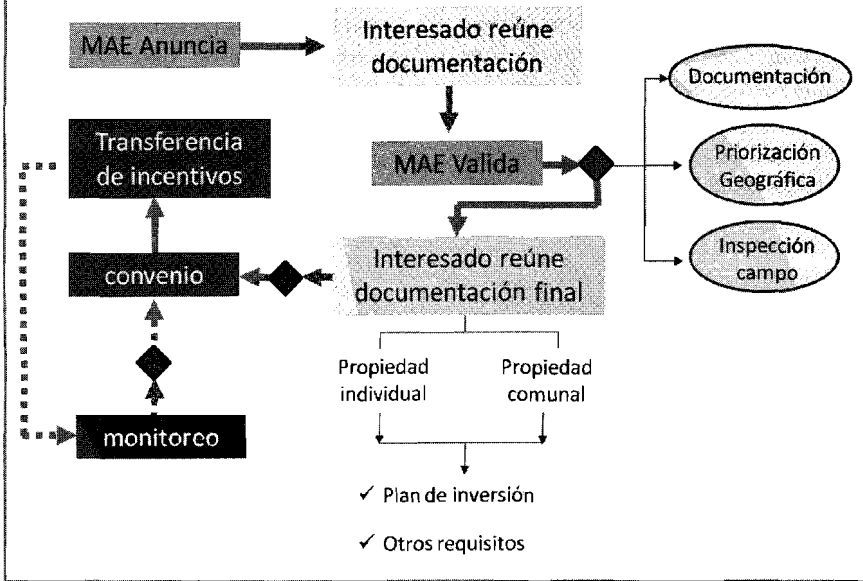 MAE Anuncia
Interesado reúne
documentación
Documentación
Transferencia
de incentivos
MAE Valida
Priorización
Geográfica
convenio
Interesado reúne
documentación final
Inspección
campo
Propiedad
individual
Propiedad
comunal
monitoreo
✓ Plan de inversión
✓ Otros requisitos